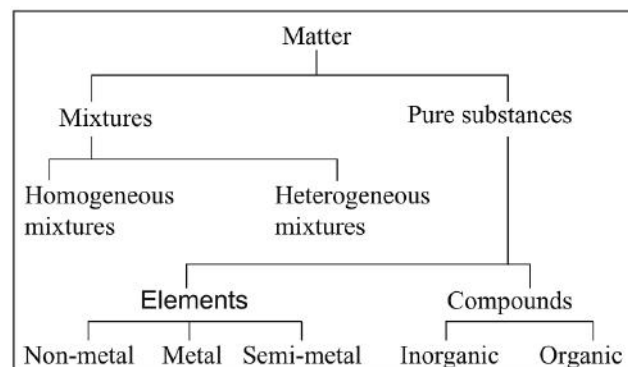 Matter
Mixtures
Pure substances
Homogeneous
mixtures
Heterogeneous
mixtures
Elements
Compounds
Non-metal
Metal
Semi-metal
Inorganic
Organic